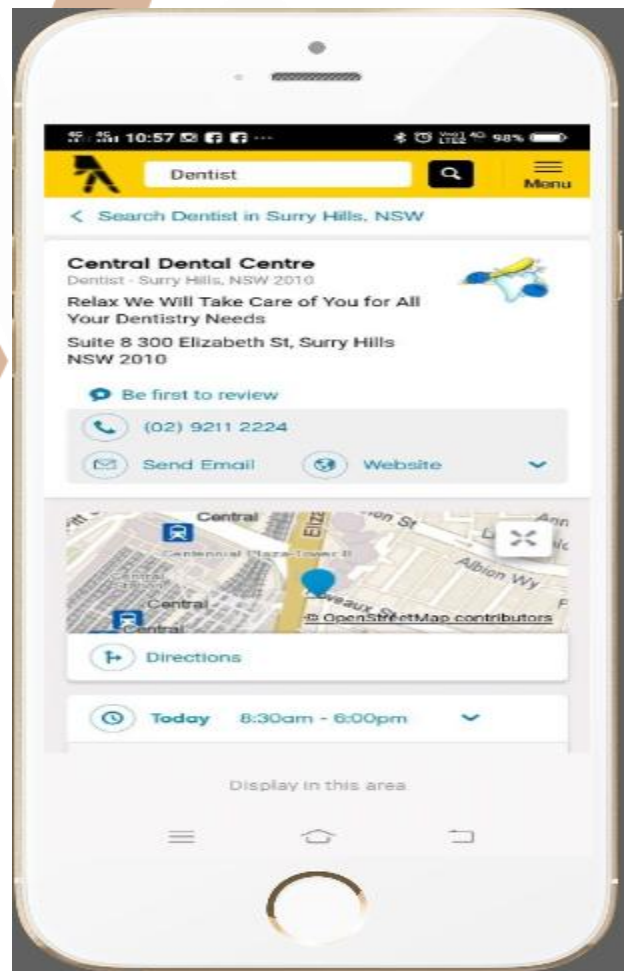 10:57
98%
Dentist
Menu
< Search Dentist in Surry Hills, NSW
Central Dental Centre
Dentist - Surry Hills, NSW 2010
Relax We Will Take Care of You for All
Your Dentistry Needs
Suite 8 300 Elizabeth St, Surry Hills
NSW 2010
Be first to review
(02) 9211 2224
Send Email
Website
Central
Centennial Plaza-Tower B
Albion Wy
Central
Central
© OpenStreetMap contributors
Directions
Today 8:30am - 6:00pm
Display in this area